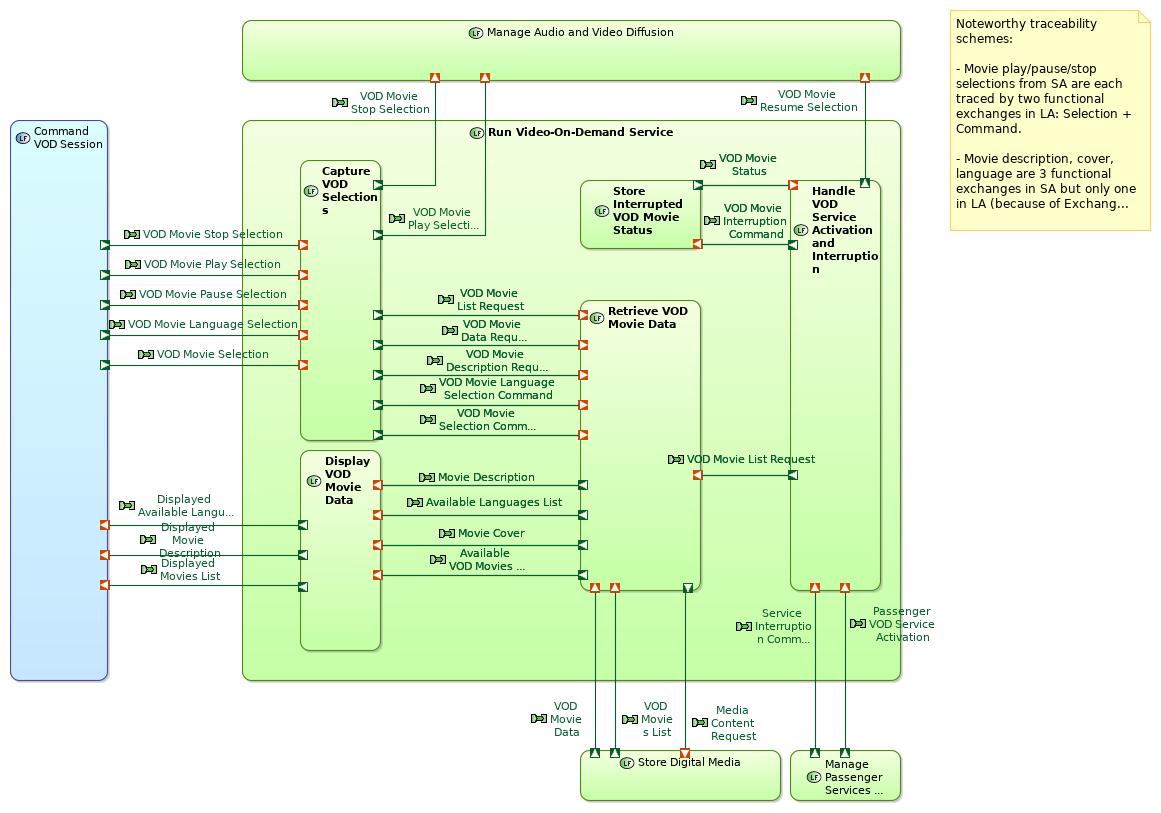 Manage Audio and Video Diffusion
Noteworthy traceability
schemes:
- Movie play/pause/stop
selections from SA are each
traced by two functional
exchanges in LA: Selection +
Command.
- Movie description, cover,
language are 3 functional
exchanges in SA but only one
in LA (because of Exchang...
VOD Movie
Stop Selection
VOD Movie
Resume Selection
Command
VOD Session
Run Video-On-Demand Service
Capture
VOD
Selection
s
VOD Movie
Play Selecti...
Store
Interrupted
VOD Movie
Status
VOD Movie
Status
VOD Movie
Interruption
Command
Handle
VOD
Service
Activation
and
Interruptio
n
VOD Movie Stop Selection
VOD Movie Play Selection
VOD Movie Pause Selection
VOD Movie Language Selection
VOD Movie Selection
VOD Movie
List Request
VOD Movie
Data Requ...
VOD Movie
Description Requ...
VOD Movie Language
Selection Command
VOD Movie
Selection Comm...
Retrieve VOD
Movie Data
VOD Movie List Request
Display
VOD
Movie
Data
Movie Description
Available Languages List
Movie Cover
Available
VOD Movies ...
Displayed
Available Langu...
Displayed
Movie
Description
Displayed
Movies List
Service
Interruptio
n Comm...
Passenger
VOD Service
Activation
VOD
Movie
Data
VOD
Movie
s List
Media
Content
Request
Store Digital Media
Manage
Passenger
Services ...